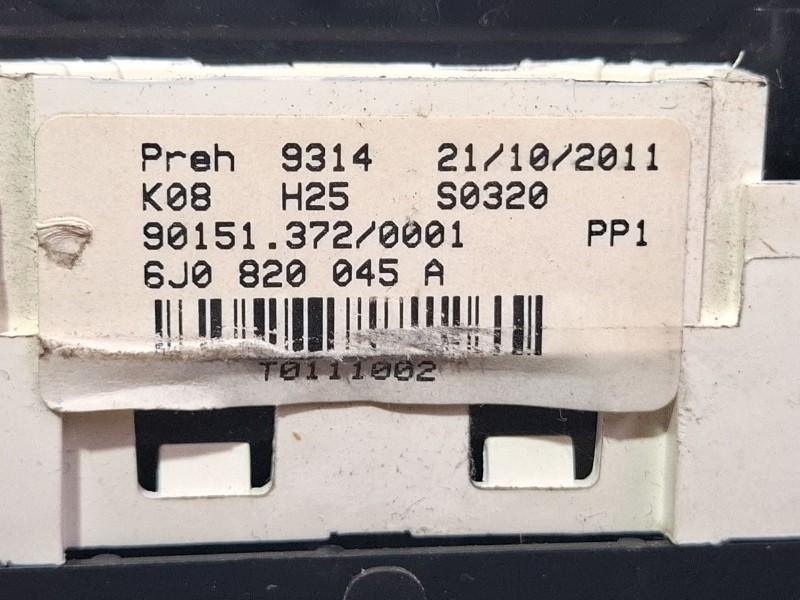 Preh 9314 21/10/2011
K08 H25 S0320
90151.372/0001 PP1
6J0 820 045 A
T0111002